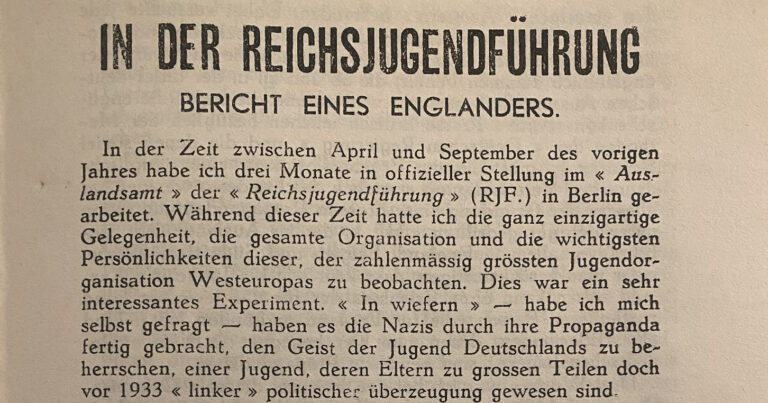 IN DER REICHSJUGENDFÜHRUNG
BERICHT EINES ENGLANDERS.
In der Zeit zwischen April und September des vorigen
Jahres habe ich drei Monate in offizieller Stellung im « Aus-
landsamt » der « Reichsjugendführung » (RJF.) in Berlin ge-
arbeitet. Während dieser Zeit hatte ich die ganz einzigartige
Gelegenheit, die gesamte Organisation und die wichtigsten
Persönlichkeiten dieser, der zahlenmässig grössten Jugendor-
ganisation Westeuropas zu beobachten. Dies war ein sehr
interessantes Experiment. « In wiefern » — habe ich mich
selbst gefragt — haben es die Nazis durch ihre Propaganda
fertig gebracht, den Geist der Jugend Deutschlands zu be-
herrschen, einer Jugend, deren Eltern zu grossen Teilen doch
vor 1933 « linker » politischer überzeugung gewesen sind.